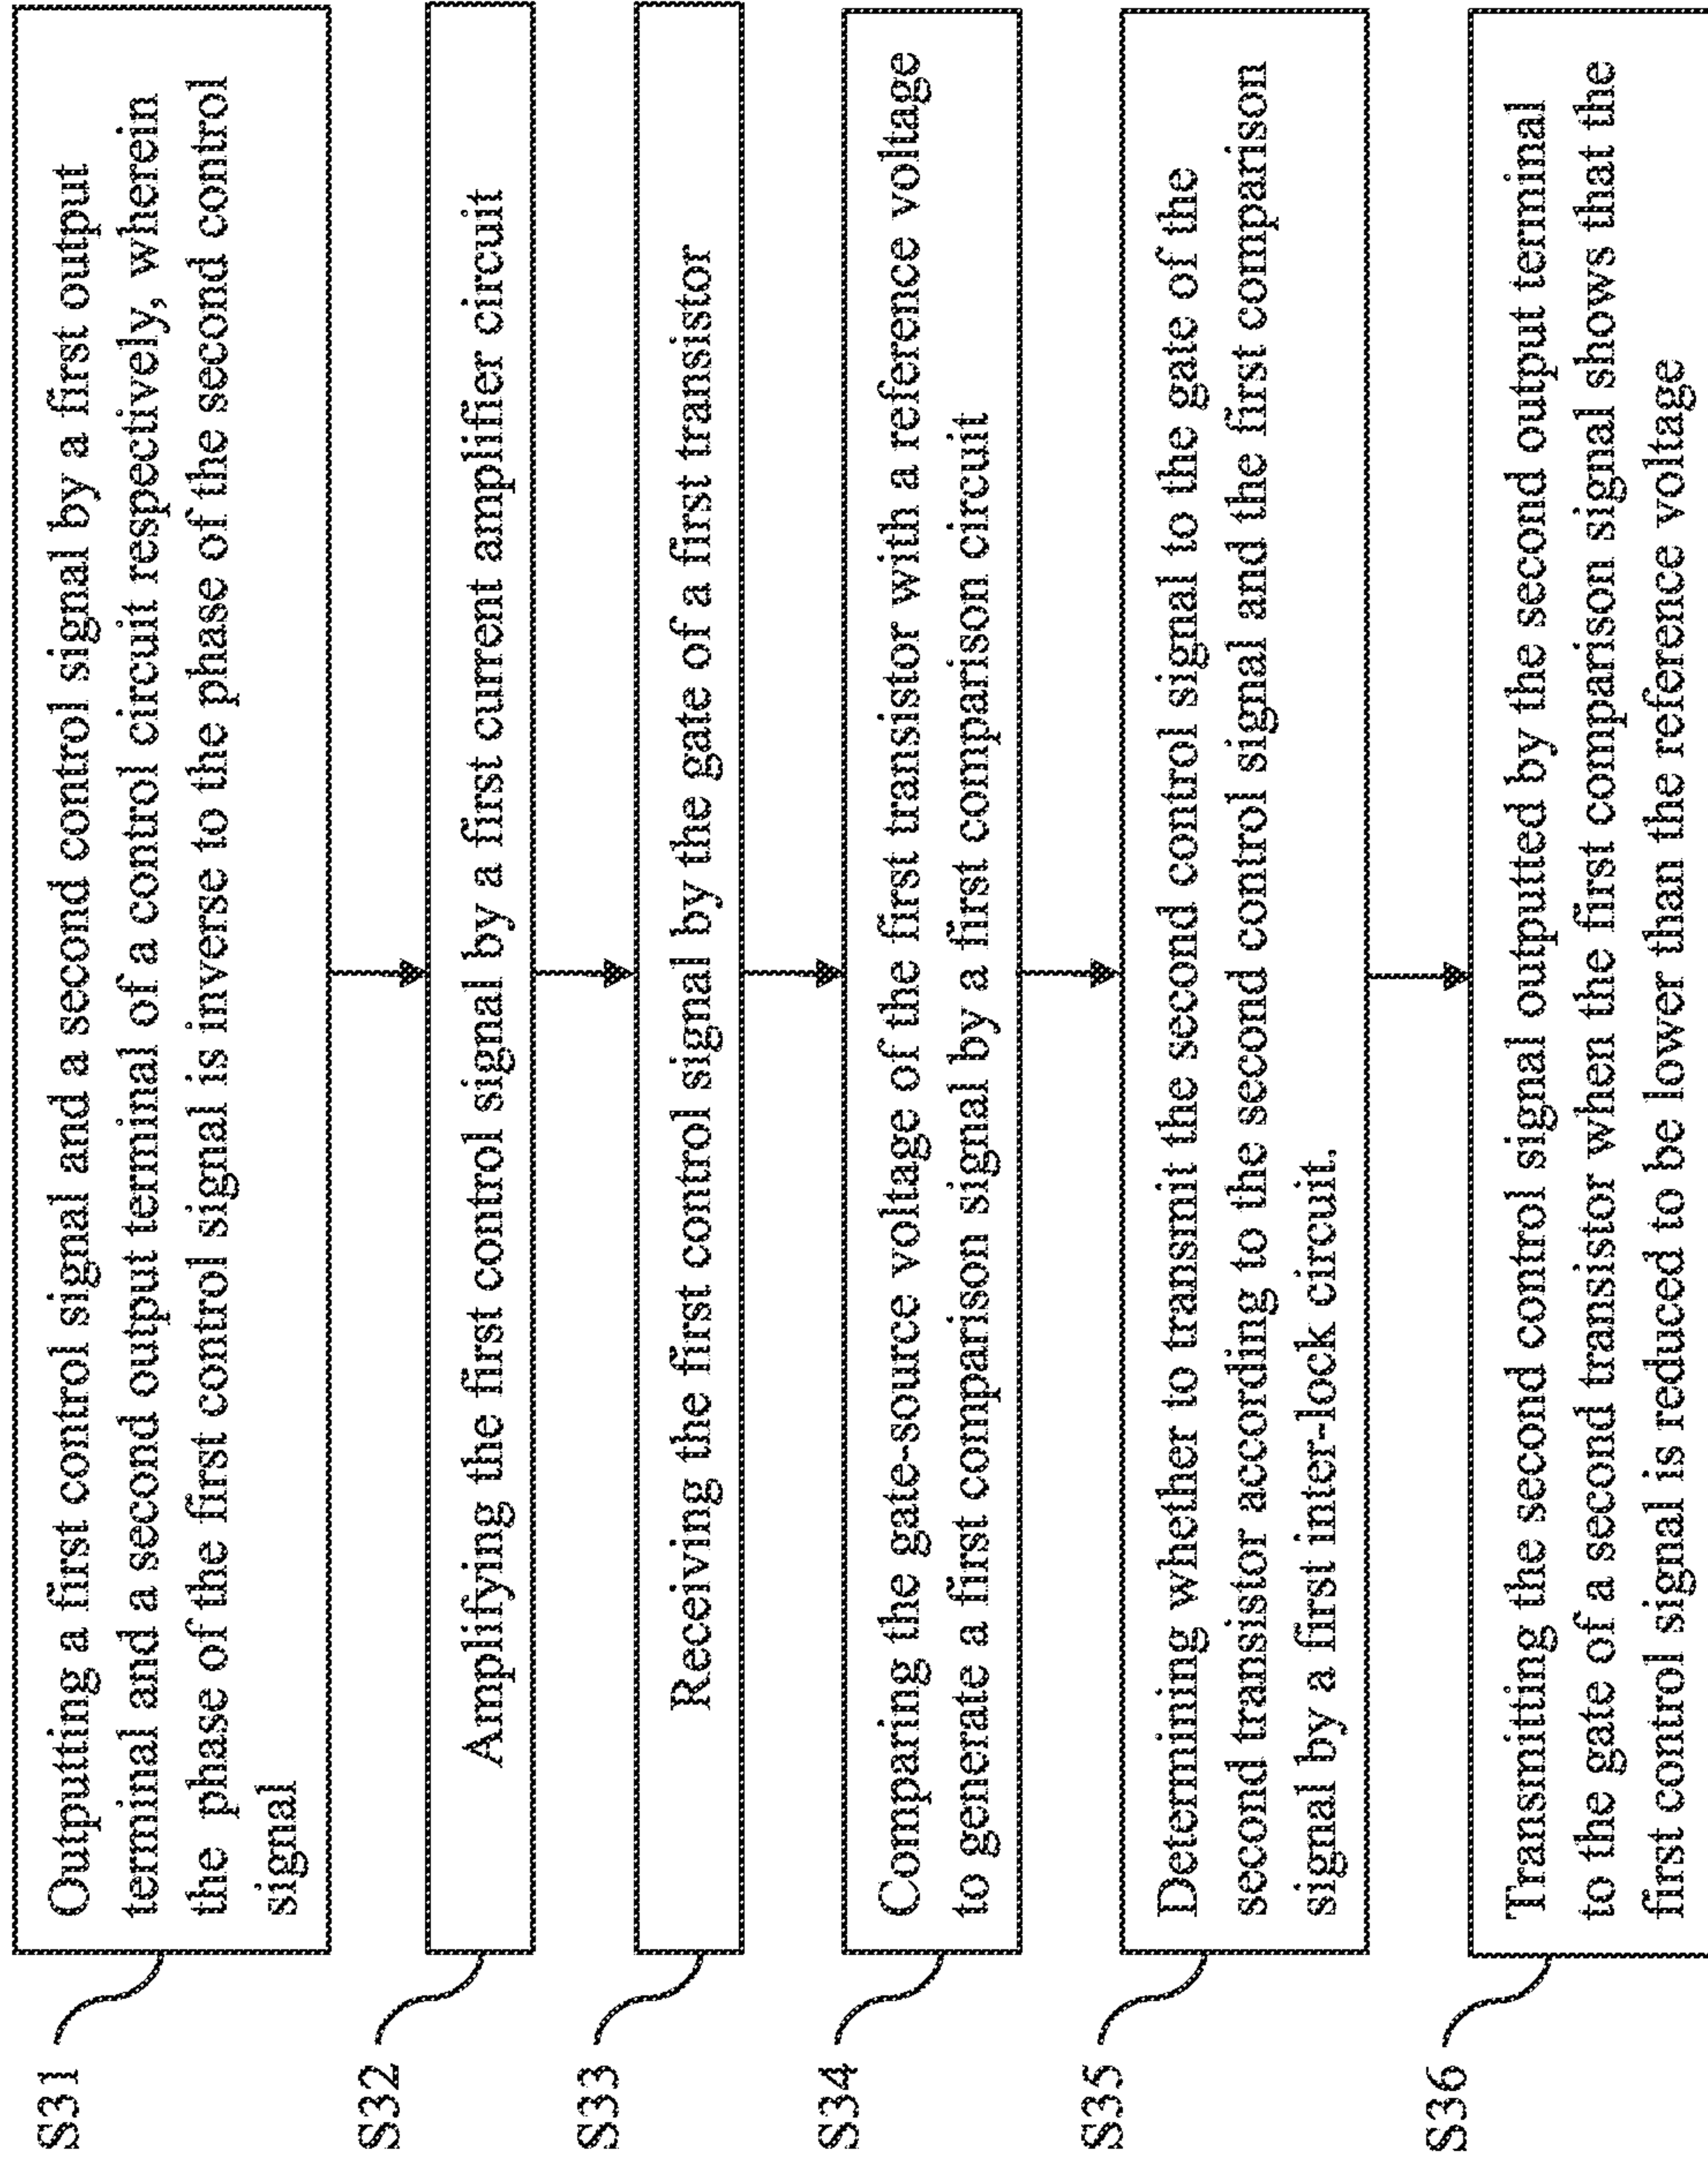 S31
Outputting a first control signal and a second control signal by a first output
terminal and a second output terminal of a control circuit respectively, wherein
the phase of the first control signal is inverse to the phase of the second control
signal
S32
Amplifying the first control signal by a first current amplifier circuit
S33
Receiving the first control signal by the gate of a first transistor
S34
Comparing the gate-source voltage of the first transistor with a reference voltage
to generate a first comparison signal by a first comparison circuit
S35
Determining whether to transmit the second control signal to the gate of the
second transistor according to the second control signal and the first comparison
signal by a first inter-lock circuit.
S36
Transmitting the second control signal outputted by the second output terminal
to the gate of a second transistor when the first comparison signal shows that the
first control signal is reduced to be lower than the reference voltage